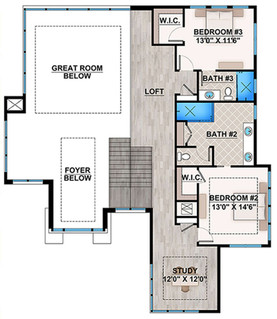 W.I.C.
BEDROOM #3
13'0" X 11'6"
GREAT ROOM
BELOW
BATH #3
LOFT
BATH #2
FOYER
BELOW
W.I.C.
BEDROOM #2
13'0" X 14'6"
STUDY
12'0" X 12'0"